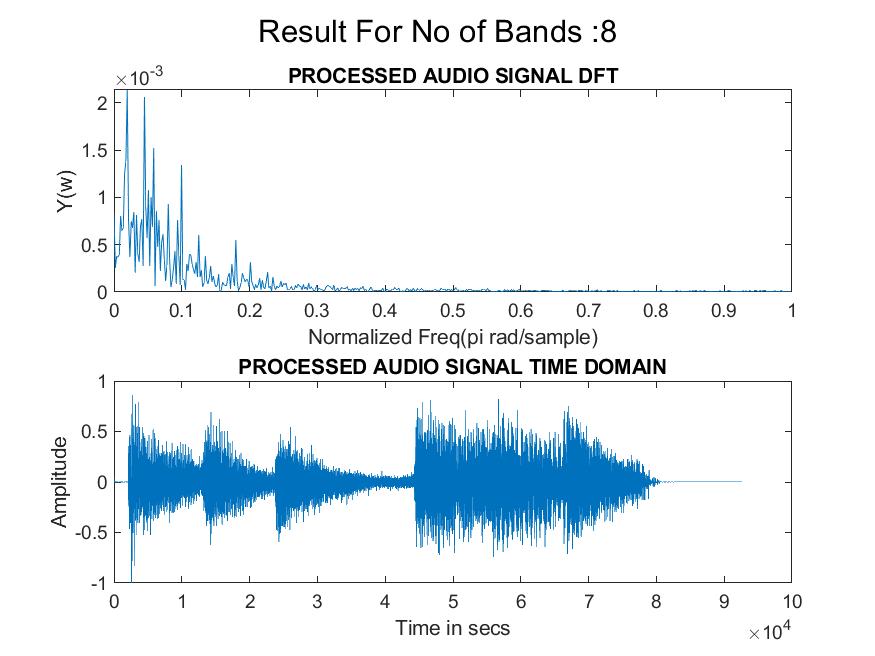 Result For No of Bands :8
×10^-3
PROCESSED AUDIO SIGNAL DFT
2
1.5
1
0.5
0
Y(w)
0 0.1 0.2 0.3 0.4 0.5 0.6 0.7 0.8 0.9 1
Normalized Freq(pi rad/sample)
PROCESSED AUDIO SIGNAL TIME DOMAIN
1
0.5
0
-0.5
-1
Amplitude
0 1 2 3 4 5 6 7 8 9 10
Time in secs
×10^4